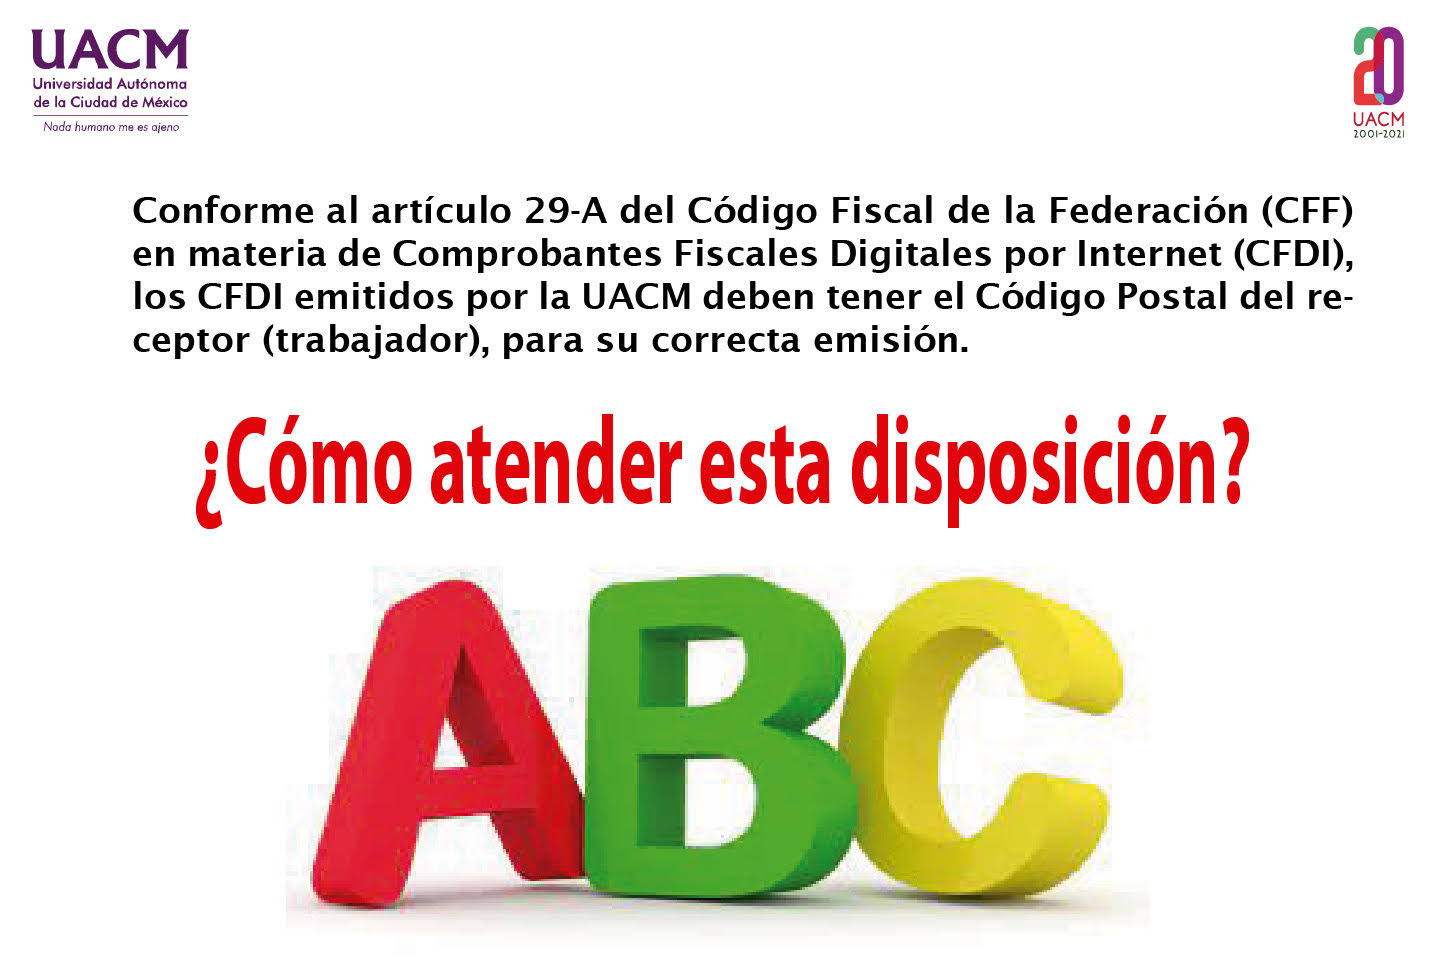 UACM
Universidad Autónoma
de la Ciudad de México
Nada humano me es ajeno
20
UACM
2001-2021
Conforme al artículo 29-A del Código Fiscal de la Federación (CFF)
en materia de Comprobantes Fiscales Digitales por Internet (CFDI),
los CFDI emitidos por la UACM deben tener el Código Postal del re-
ceptor (trabajador), para su correcta emisión.
¿Cómo atender esta disposición?
ABC